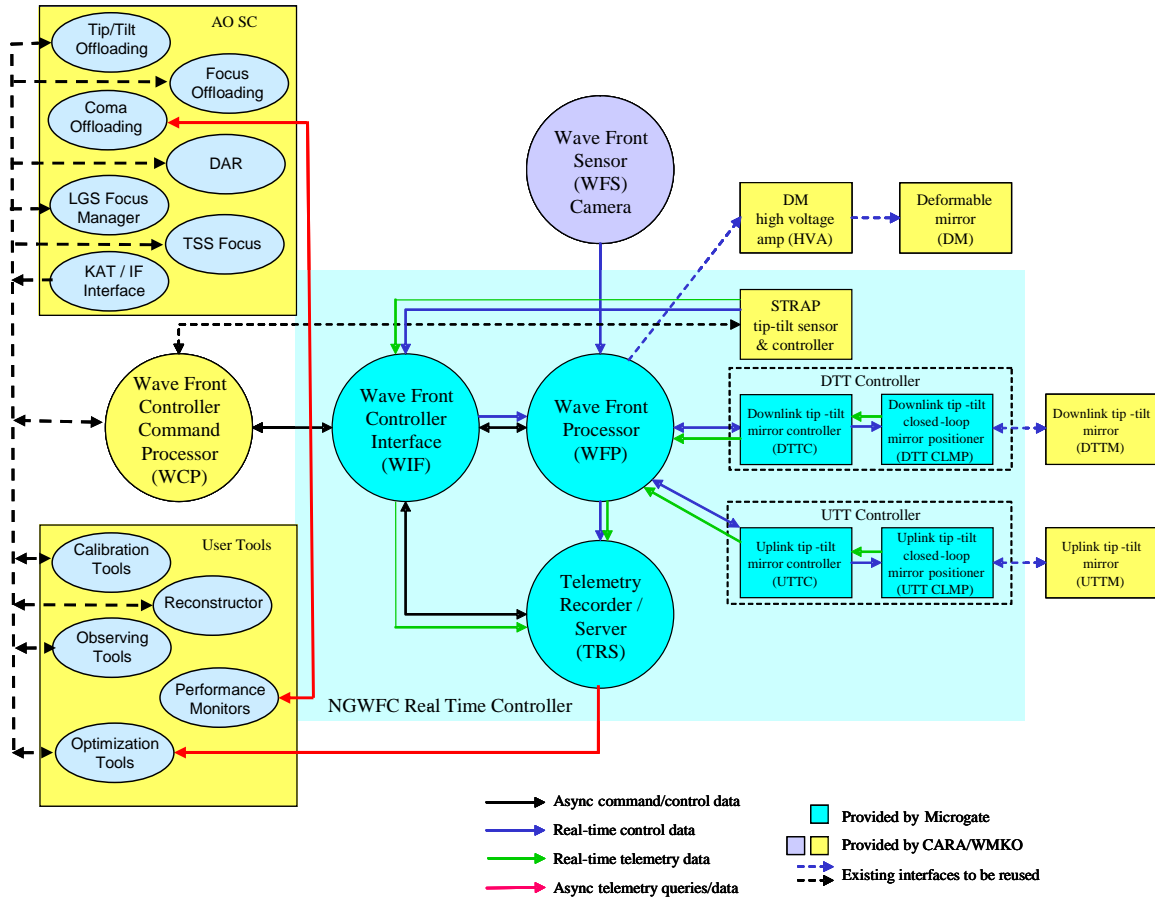 AO SC
Tip/Tilt
Offloading
Focus
Offloading
Coma
Offloading
DAR
LGS Focus
Manager
TSS Focus
KAT / IF
Interface
Wave Front
Sensor
(WFS)
Camera
DM
high voltage
amp (HVA)
Deformable
mirror
(DM)
STRAP
tip-tilt sensor
& controller
Wave Front
Controller
Command
Processor
(WCP)
Wave Front
Controller
Interface
(WIF)
Wave Front
Processor
(WFP)
DTT Controller
Downlink tip -tilt
mirror controller
(DTTC)
Downlink tip -tilt
closed-loop
mirror positioner
(DTT CLMP)
Downlink tip -tilt
mirror
(DTTM)
UTT Controller
Uplink tip -tilt
mirror controller
(UTTC)
Uplink tip -tilt
closed-loop
mirror positioner
(UTT CLMP)
Uplink tip -tilt
mirror
(UTTM)
User Tools
Calibration
Tools
Reconstructor
Observing
Tools
Performance
Monitors
Optimization
Tools
Telemetry
Recorder /
Server
(TRS)
NGWFC Real Time Controller
Async command/control data
Real-time control data
Real-time telemetry data
Async telemetry queries/data
Provided by Microgate
Provided by CARA/WMKO
Existing interfaces to be reused